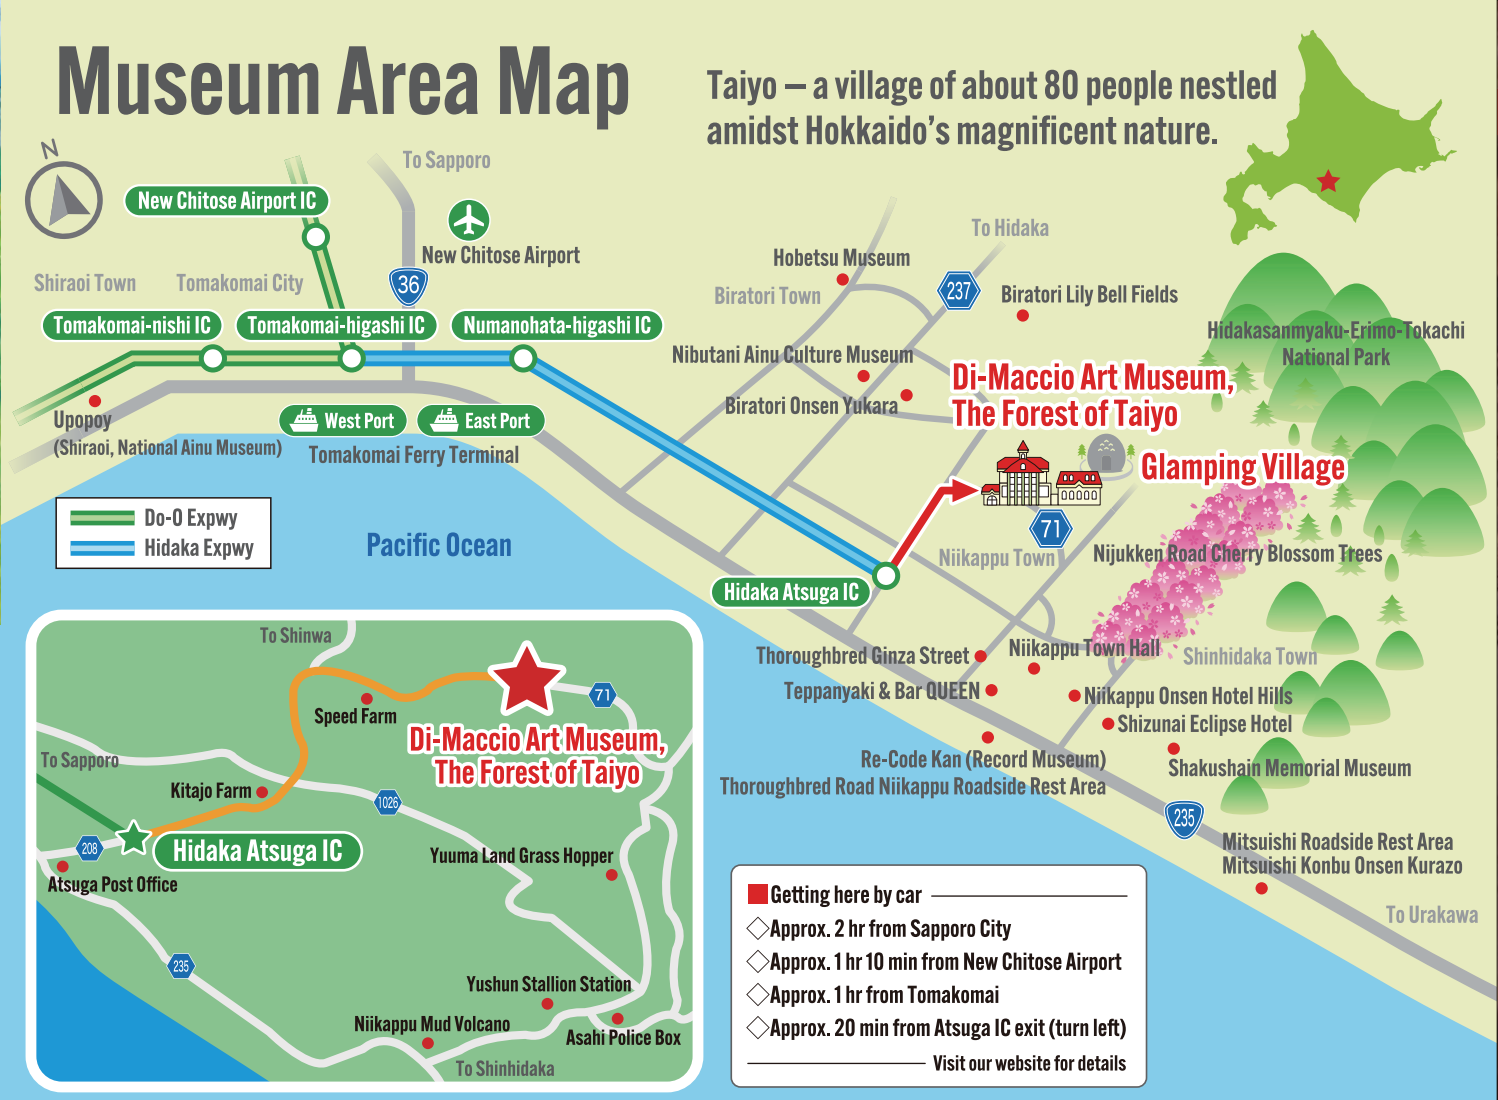 Museum Area Map
Taiyo – a village of about 80 people nestled
amidst Hokkaido's magnificent nature.
N
To Sapporo
New Chitose Airport IC
New Chitose Airport
36
Shiraoi Town
Tomakomai City
Tomakomai-nishi IC
Tomakomai-higashi IC
Numanohata-higashi IC
Upopoy
(Shiraoi, National Ainu Museum)
West Port
East Port
Tomakomai Ferry Terminal
Do-O Expwy
Hidaka Expwy
Pacific Ocean
To Hidaka
Hobetsu Museum
Biratori Town
237
Biratori Lily Bell Fields
Hidakasanmyaku-Erimo-Tokachi
National Park
Nibutani Ainu Culture Museum
Biratori Onsen Yukara
Di-Maccio Art Museum,
The Forest of Taiyo
Glamping Village
71
Niikappu Town
Nijukken Road Cherry Blossom Trees
Hidaka Atsuga IC
Thoroughbred Ginza Street
Niikappu Town Hall
Shinhidaka Town
Teppanyaki & Bar QUEEN
Niikappu Onsen Hotel Hills
Shizunai Eclipse Hotel
Re-Code Kan (Record Museum)
Thoroughbred Road Niikappu Roadside Rest Area
Shakushain Memorial Museum
235
Mitsuishi Roadside Rest Area
Mitsuishi Konbu Onsen Kurazo
To Urakawa
To Shinwa
Speed Farm
71
Di-Maccio Art Museum,
The Forest of Taiyo
To Sapporo
Kitajo Farm
1026
208
Hidaka Atsuga IC
Atsuga Post Office
Yuuma Land Grass Hopper
235
Yushun Stallion Station
Niikappu Mud Volcano
Asahi Police Box
To Shinhidaka
Getting here by car
◇Approx. 2 hr from Sapporo City
◇Approx. 1 hr 10 min from New Chitose Airport
◇Approx. 1 hr from Tomakomai
◇Approx. 20 min from Atsuga IC exit (turn left)
Visit our website for details